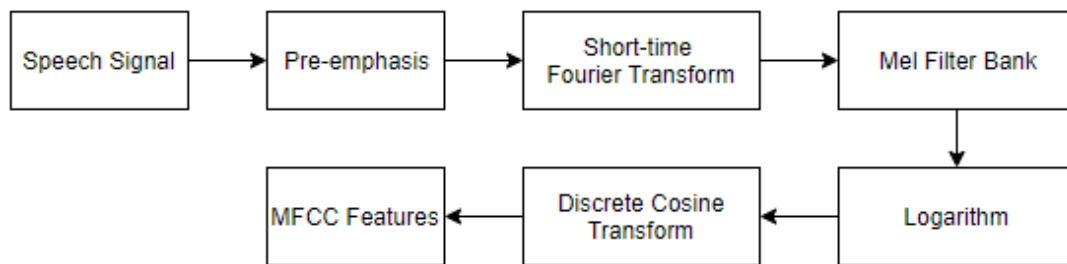 Speech Signal
Pre-emphasis
Short-time
Fourier Transform
Mel Filter Bank
Logarithm
Discrete Cosine
Transform
MFCC Features